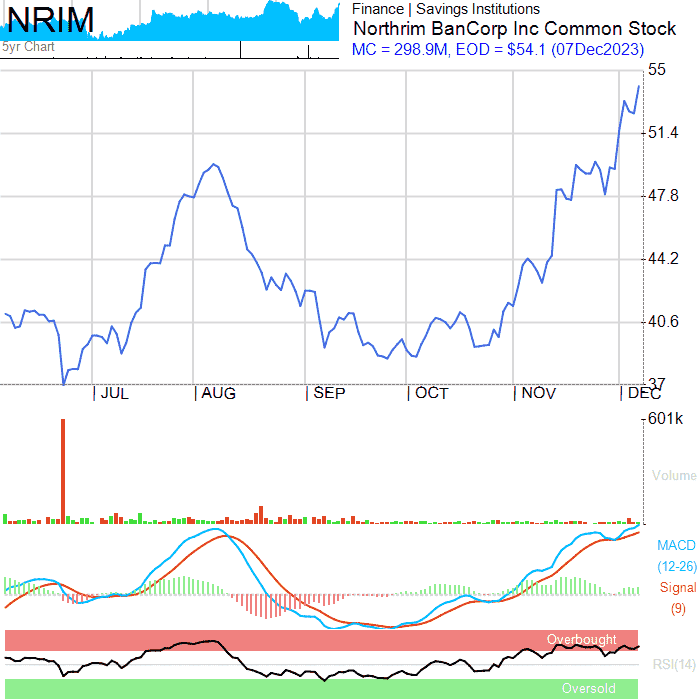 NRIM
5yr Chart
Finance | Savings Institutions
Northrim BanCorp Inc Common Stock
MC = 298.9M, EOD = $54.1 (07Dec2023)
55
51.4
47.8
44.2
40.6
37
JUL AUG SEP OCT NOV DEC
601k
Volume
MACD
(12-26)
Signal
(9)
Overbought
RSI(14)
Oversold